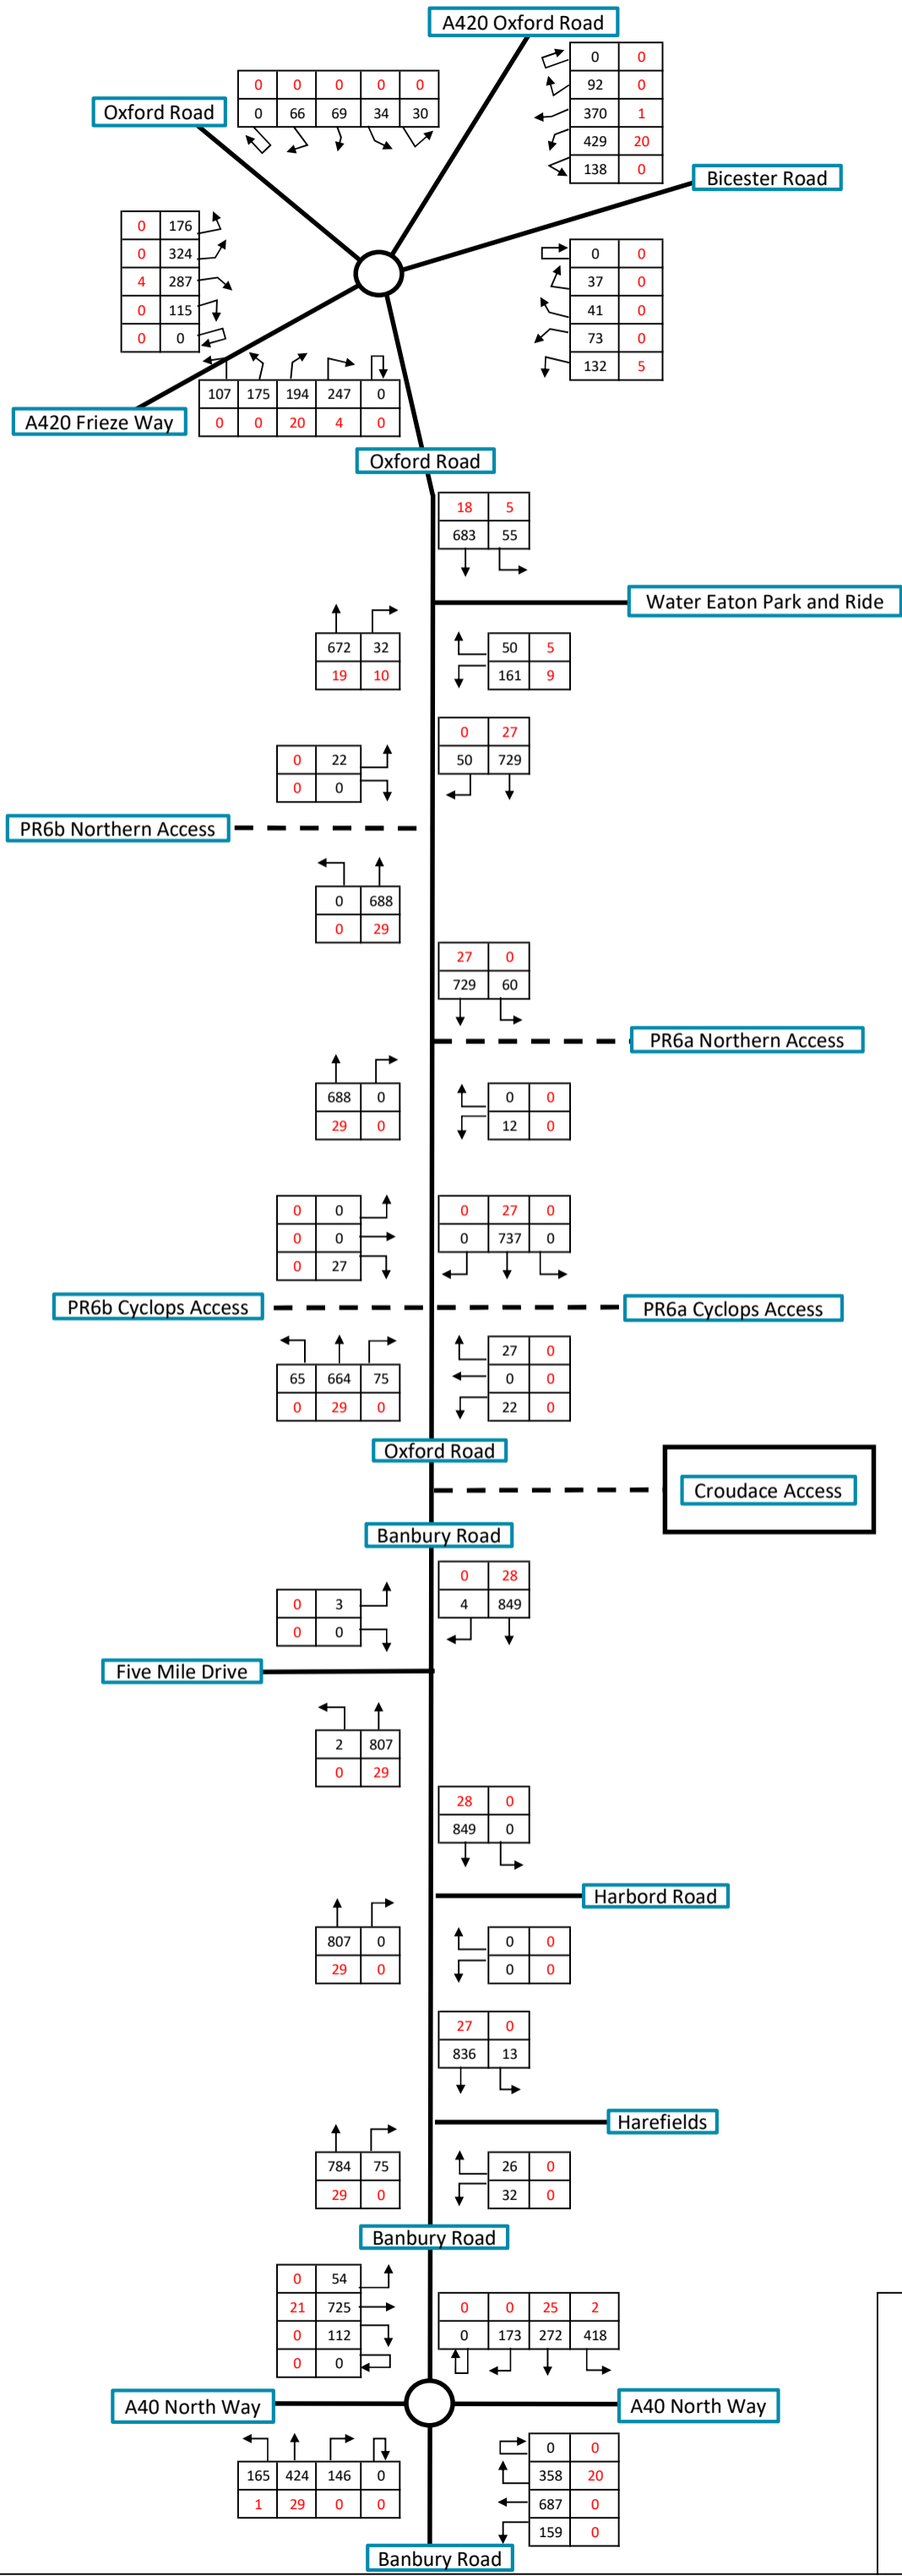 A420 Oxford Road
0 0
92 0
370 1
429 20
138 0
0 0 0 0 0
0 66 69 34 30
Oxford Road
Bicester Road
0 176
0 324
4 287
0 115
0 0
0 0
37 0
41 0
73 0
132 5
107 175 194 247 0
0 0 20 4 0
A420 Frieze Way
Oxford Road
18 5
683 55
Water Eaton Park and Ride
672 32
19 10
50 5
161 9
0 27
50 729
0 22
0 0
PR6b Northern Access
0 688
0 29
27 0
729 60
PR6a Northern Access
688 0
29 0
0 0
12 0
0 0
0 0
0 27
0 27 0
0 737 0
PR6b Cyclops Access
PR6a Cyclops Access
65 664 75
0 29 0
27 0
0 0
22 0
Oxford Road
Croudace Access
Banbury Road
0 28
4 849
0 3
0 0
Five Mile Drive
2 807
0 29
28 0
849 0
Harbord Road
807 0
29 0
0 0
0 0
27 0
836 13
Harefields
784 75
29 0
26 0
32 0
Banbury Road
0 54
21 725
0 112
0 0
0 0 25 2
0 173 272 418
A40 North Way
A40 North Way
165 424 146 0
1 29 0 0
0 0
358 20
687 0
159 0
Banbury Road